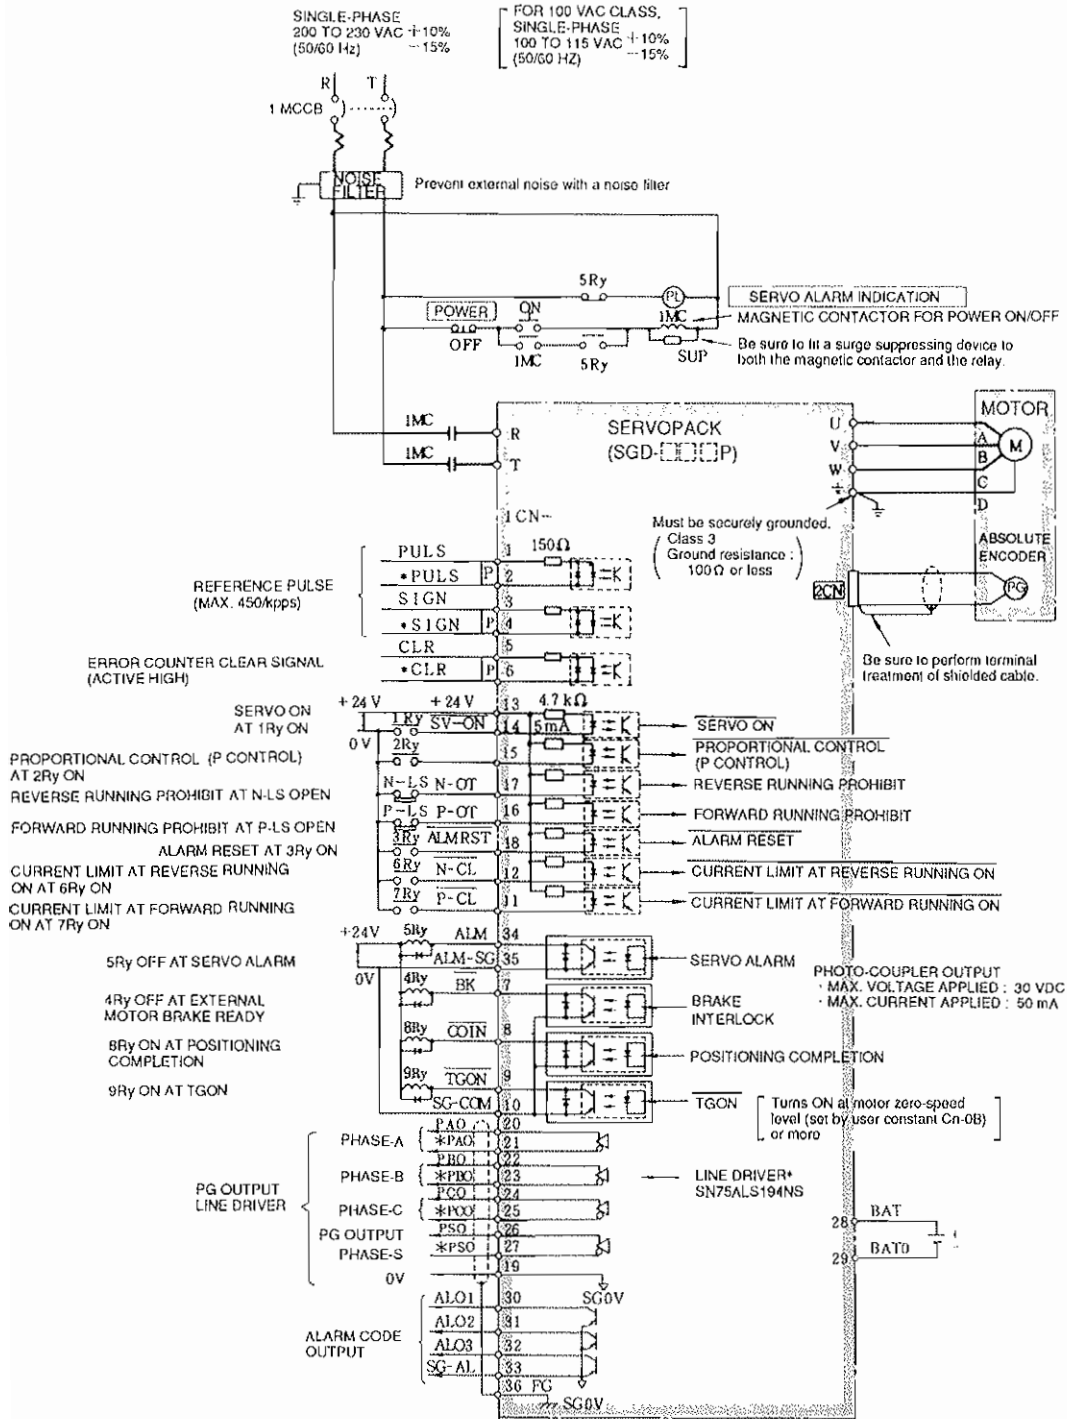 SINGLE-PHASE
200 TO 230 VAC +10%
(50/60 Hz) -15%
FOR 100 VAC CLASS,
SINGLE-PHASE
100 TO 115 VAC +10%
(50/60 HZ) -15%
R T
1 MCCB
NOISE
FILTER
Prevent external noise with a noise filter
5Ry
PL
SERVO ALARM INDICATION
POWER
ON
1MC
MAGNETIC CONTACTOR FOR POWER ON/OFF
OFF
1MC
5Ry
SUP
Be sure to fit a surge suppressing device to
both the magnetic contactor and the relay.
1MC
R
1MC
T
SERVOPACK
(SGD-□□□P)
U
V
W
MOTOR
A
B
C
D
M
1CN
Must be securely grounded.
Class 3
Ground resistance :
100Ω or less
ABSOLUTE
ENCODER
2CN
PG
Be sure to perform terminal
treatment of shielded cable.
REFERENCE PULSE
(MAX. 450/kpps)
PULS 1 150Ω
*PULS P 2
SIGN 3
*SIGN P 4
ERROR COUNTER CLEAR SIGNAL
(ACTIVE HIGH)
CLR 5
*CLR P 6
+24V +24V 13 4.7kΩ
SERVO ON
AT 1Ry ON
0V
1Ry SV-ON 14 5mA
SERVO ON
PROPORTIONAL CONTROL (P CONTROL)
AT 2Ry ON
2Ry 15
PROPORTIONAL CONTROL
(P CONTROL)
REVERSE RUNNING PROHIBIT AT N-LS OPEN
N-LS N-OT 17
REVERSE RUNNING PROHIBIT
FORWARD RUNNING PROHIBIT AT P-LS OPEN
P-LS P-OT 16
FORWARD RUNNING PROHIBIT
ALARM RESET AT 3Ry ON
3Ry ALMRST 18
ALARM RESET
CURRENT LIMIT AT REVERSE RUNNING
ON AT 6Ry ON
6Ry N-CL 12
CURRENT LIMIT AT REVERSE RUNNING ON
CURRENT LIMIT AT FORWARD RUNNING
ON AT 7Ry ON
7Ry P-CL 11
CURRENT LIMIT AT FORWARD RUNNING ON
+24V
0V
5Ry OFF AT SERVO ALARM
5Ry ALM 34
ALM-SG 35
SERVO ALARM
PHOTO-COUPLER OUTPUT
· MAX. VOLTAGE APPLIED : 30 VDC
· MAX. CURRENT APPLIED : 50 mA
4Ry OFF AT EXTERNAL
MOTOR BRAKE READY
4Ry BK 7
BRAKE
INTERLOCK
8Ry ON AT POSITIONING
COMPLETION
8Ry COIN 8
POSITIONING COMPLETION
9Ry ON AT TGON
9Ry TGON 9
SG-COM 10
TGON
Turns ON at motor zero-speed
level (set by user constant Cn-0B)
or more
PG OUTPUT
LINE DRIVER
PHASE-A
PAO 20
*PAO 21
PHASE-B
PBO 22
*PBO 23
LINE DRIVER*
SN75ALS194NS
PHASE-C
PCO 24
*PCO 25
PG OUTPUT
PHASE-S
PSO 26
*PSO 27
0V 19
SG0V
28 BAT
29 BAT0
ALARM CODE
OUTPUT
ALO1 30
ALO2 31
ALO3 32
SG-AL 33
36 FG
SG0V